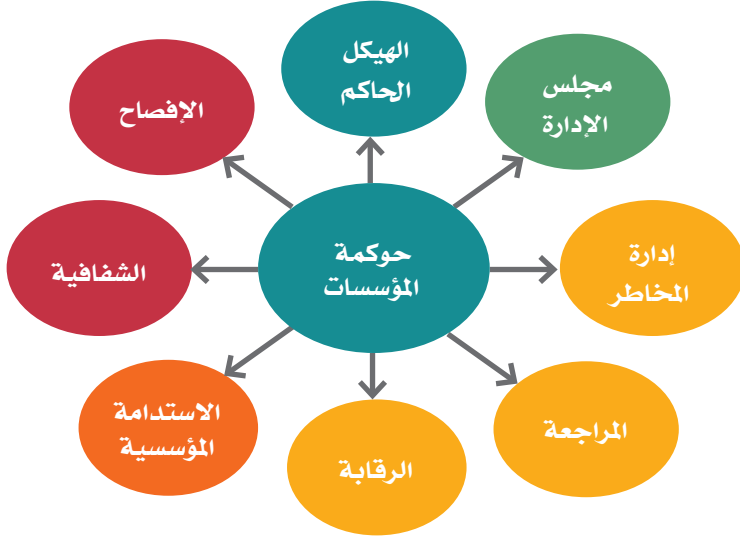 الهيكل
الحاكم
مجلس
الإدارة
إدارة
المخاطر
المراجعة
الرقابة
الاستدامة
المؤسسية
الشفافية
الإفصاح
حوكمة
المؤسسات